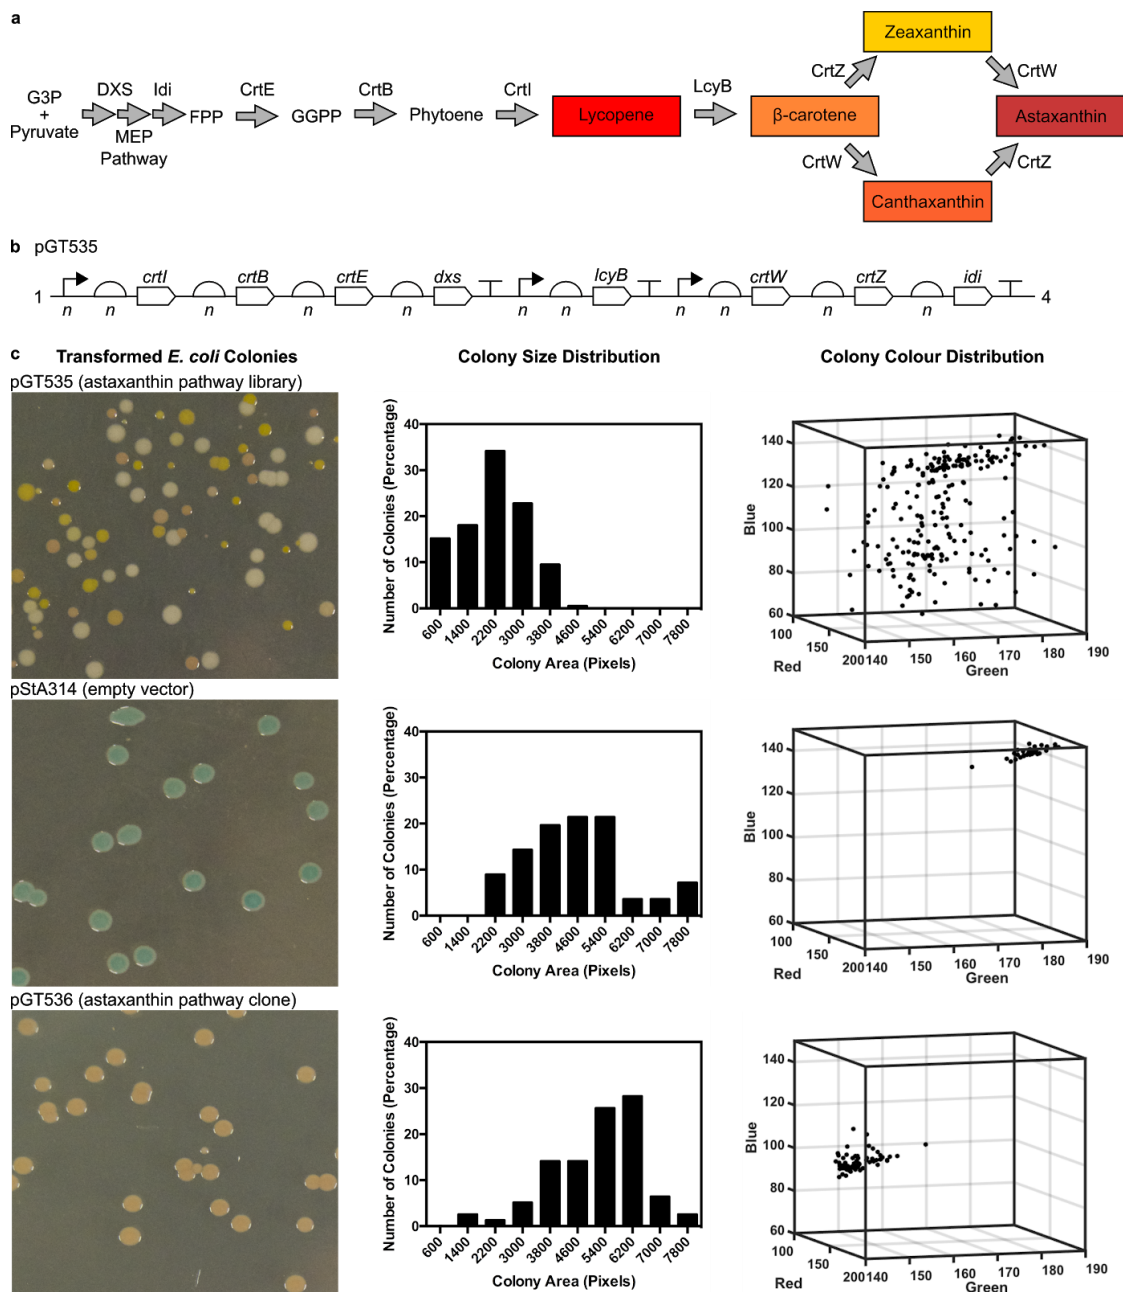 a
G3P
+
Pyruvate
DXS
Idi
MEP
Pathway
FPP
CrtE
GGPP
CrtB
Phytoene
CrtI
Lycopene
LcyB
β-carotene
CrtZ
Zeaxanthin
CrtW
CrtW
Canthaxanthin
CrtZ
Astaxanthin
b pGT535
crtI crtB crtE dxs lcyB crtW crtZ idi
1 4
n n n n n n n n n n n
c Transformed E. coli Colonies Colony Size Distribution Colony Colour Distribution
pGT535 (astaxanthin pathway library)
Number of Colonies (Percentage)
40
30
20
10
0
600 1400 2200 3000 3800 4600 5400 6200 7000 7800
Colony Area (Pixels)
Blue
140
120
100
80
60
100 150 200
Red
140 150 160 170 180 190
Green
pStA314 (empty vector)
Number of Colonies (Percentage)
40
30
20
10
0
600 1400 2200 3000 3800 4600 5400 6200 7000 7800
Colony Area (Pixels)
Blue
140
120
100
80
60
100 150 200
Red
140 150 160 170 180 190
Green
pGT536 (astaxanthin pathway clone)
Number of Colonies (Percentage)
40
30
20
10
0
600 1400 2200 3000 3800 4600 5400 6200 7000 7800
Colony Area (Pixels)
Blue
140
120
100
80
60
100 150 200
Red
140 150 160 170 180 190
Green